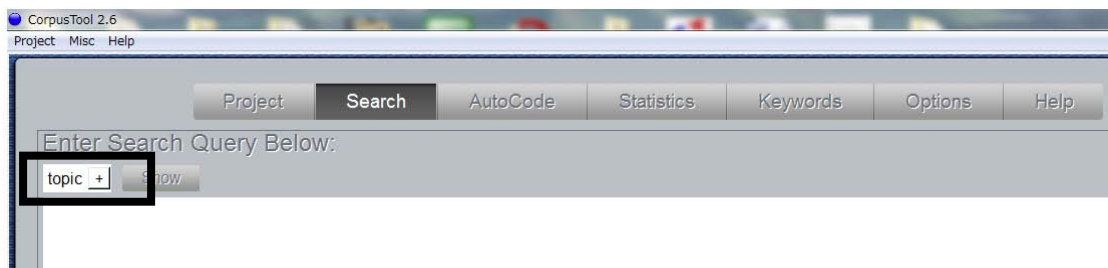 CorpusTool 2.6
Project Misc Help
Project Search AutoCode Statistics Keywords Options Help
Enter Search Query Below:
topic + Show